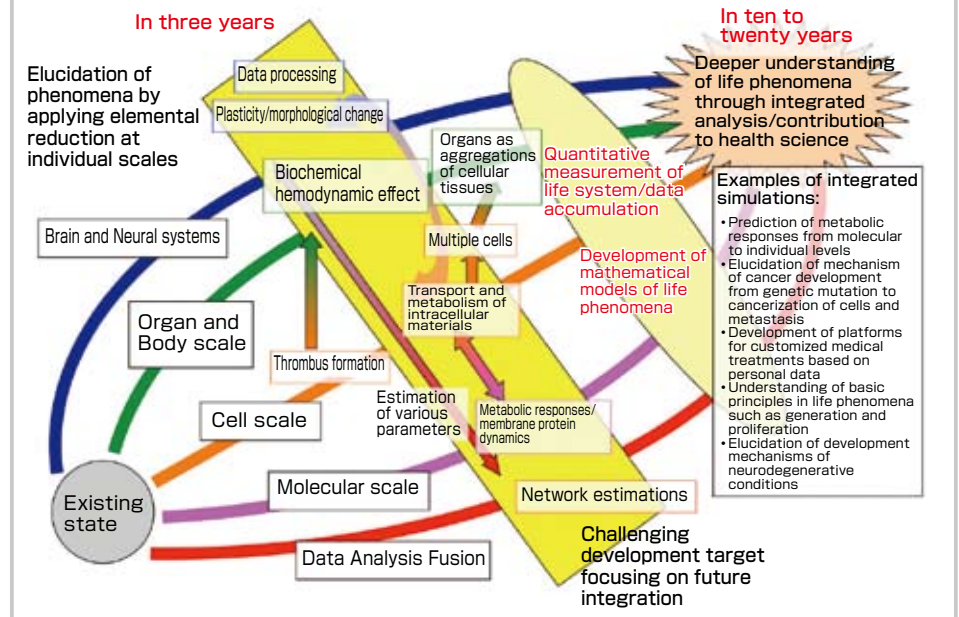 In three years
In ten to
twenty years
Elucidation of
phenomena by
applying elemental
reduction at
individual scales
Data processing
Plasticity/morphological change
Biochemical
hemodynamic effect
Organs as
aggregations
of cellular
tissues
Quantitative
measurement of
life system/data
accumulation
Deeper understanding
of life phenomena
through integrated
analysis/contribution
to health science
Brain and Neural systems
Multiple cells
Development of
mathematical
models of life
phenomena
Transport and
metabolism of
intracellular
materials
Organ and
Body scale
Thrombus formation
Estimation
of various
parameters
Cell scale
Metabolic responses/
membrane protein
dynamics
Molecular scale
Network estimations
Existing
state
Data Analysis Fusion
Challenging
development target
focusing on future
integration
Examples of integrated
simulations:
・Prediction of metabolic
responses from molecular
to individual levels
・Elucidation of mechanism
of cancer development
from genetic mutation to
cancerization of cells and
metastasis
・Development of platforms
for customized medical
treatments based on
personal data
・Understanding of basic
principles in life phenomena
such as generation and
proliferation
・Elucidation of development
mechanisms of
neurodegenerative
conditions